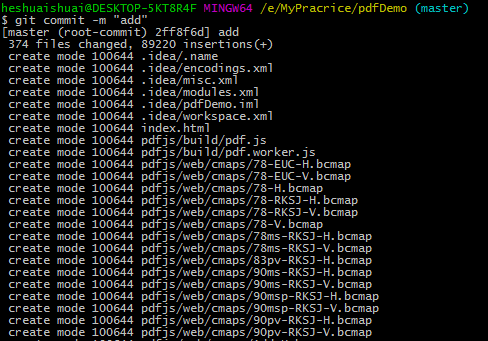 heshuaishuai@DESKTOP-5KT8R4F MINGW64 /e/MyPracrice/pdfDemo (master)
$ git commit -m "add"
[master (root-commit) 2ff8f6d] add
 374 files changed, 89220 insertions(+)
 create mode 100644 .idea/.name
 create mode 100644 .idea/encodings.xml
 create mode 100644 .idea/misc.xml
 create mode 100644 .idea/modules.xml
 create mode 100644 .idea/pdfDemo.iml
 create mode 100644 .idea/workspace.xml
 create mode 100644 index.html
 create mode 100644 pdfjs/build/pdf.js
 create mode 100644 pdfjs/build/pdf.worker.js
 create mode 100644 pdfjs/web/cmaps/78-EUC-H.bcmap
 create mode 100644 pdfjs/web/cmaps/78-EUC-V.bcmap
 create mode 100644 pdfjs/web/cmaps/78-H.bcmap
 create mode 100644 pdfjs/web/cmaps/78-RKSJ-H.bcmap
 create mode 100644 pdfjs/web/cmaps/78-RKSJ-V.bcmap
 create mode 100644 pdfjs/web/cmaps/78-V.bcmap
 create mode 100644 pdfjs/web/cmaps/78ms-RKSJ-H.bcmap
 create mode 100644 pdfjs/web/cmaps/78ms-RKSJ-V.bcmap
 create mode 100644 pdfjs/web/cmaps/83pv-RKSJ-H.bcmap
 create mode 100644 pdfjs/web/cmaps/90ms-RKSJ-H.bcmap
 create mode 100644 pdfjs/web/cmaps/90ms-RKSJ-V.bcmap
 create mode 100644 pdfjs/web/cmaps/90msp-RKSJ-H.bcmap
 create mode 100644 pdfjs/web/cmaps/90msp-RKSJ-V.bcmap
 create mode 100644 pdfjs/web/cmaps/90pv-RKSJ-H.bcmap
 create mode 100644 pdfjs/web/cmaps/90pv-RKSJ-V.bcmap